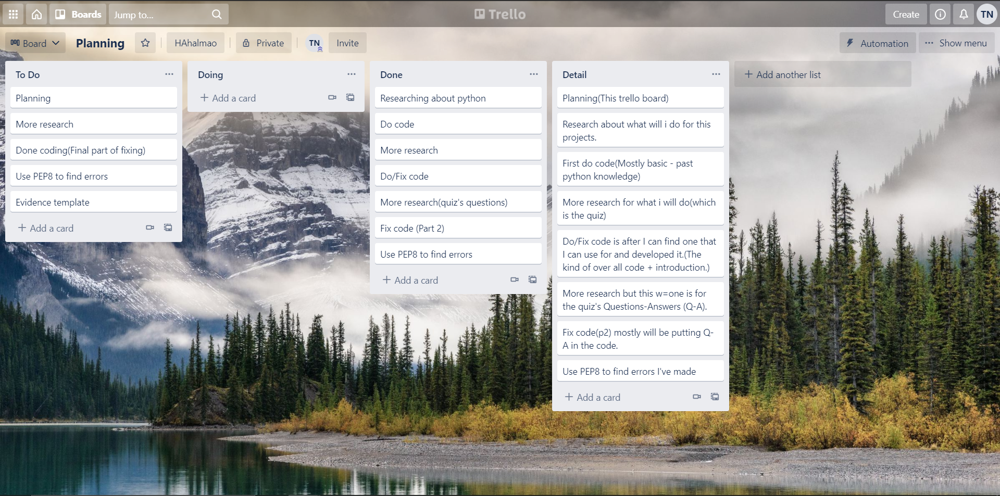 Boards
Jump to...
Trello
Create
TN
Board
Planning
HAhalmao
Private
TN
Invite
Automation
Show menu
To Do
Planning
More research
Done coding(Final part of fixing)
Use PEP8 to find errors
Evidence template
Add a card
Doing
Add a card
Done
Researching about python
Do code
More research
Do/Fix code
More research(quiz's questions)
Fix code (Part 2)
Use PEP8 to find errors
Add a card
Detail
Planning(This trello board)
Research about what will i do for this
projects.
First do code(Mostly basic - past
python knowledge)
More research for what i will do(which
is the quiz)
Do/Fix code is after I can find one that
I can use for and developed it.(The
kind of over all code + introduction.)
More research but this w=one is for
the quiz's Questions-Answers (Q-A).
Fix code(p2) mostly will be putting Q-
A in the code.
Use PEP8 to find errors I've made
Add a card
Add another list